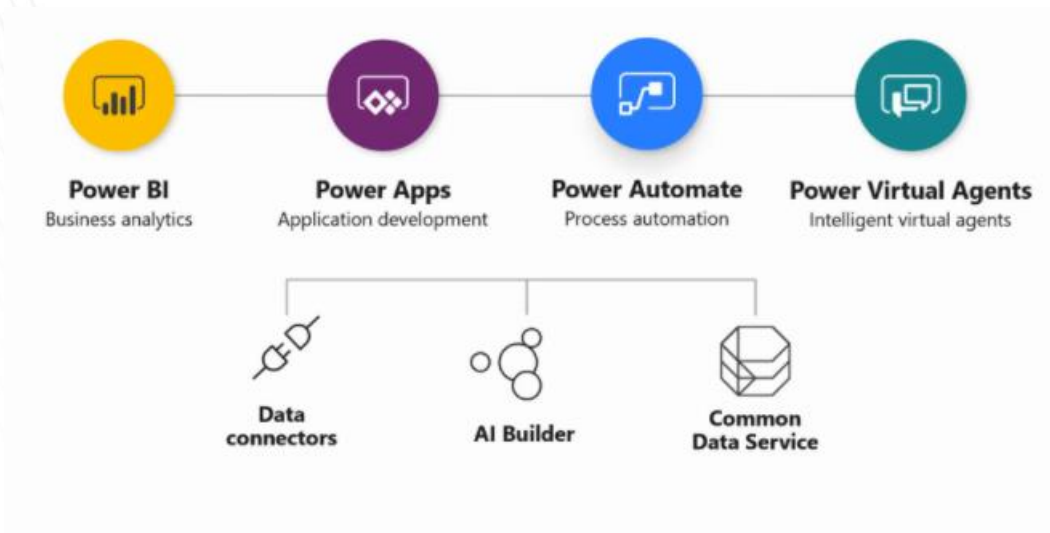 Power BI
Business analytics
Power Apps
Application development
Power Automate
Process automation
Power Virtual Agents
Intelligent virtual agents
Data
connectors
AI Builder
Common
Data Service